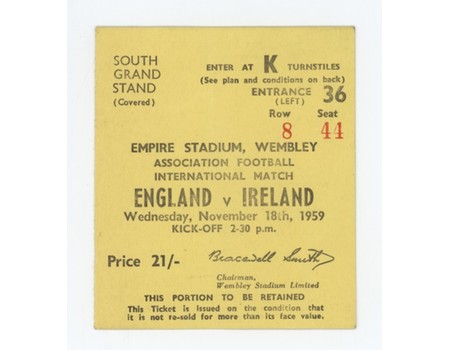 SOUTH
GRAND
STAND
(Covered)
ENTER AT K TURNSTILES
(See plan and conditions on back)
ENTRANCE 36
(LEFT)
Row Seat
8 44
EMPIRE STADIUM, WEMBLEY
ASSOCIATION FOOTBALL
INTERNATIONAL MATCH
ENGLAND v IRELAND
Wednesday, November 18th, 1959
KICK-OFF 2-30 p.m.
Price 21/- Bracewell Smith
Chairman,
Wembley Stadium Limited
THIS PORTION TO BE RETAINED
This Ticket is issued on the condition that
it is not re-sold for more than its face value.